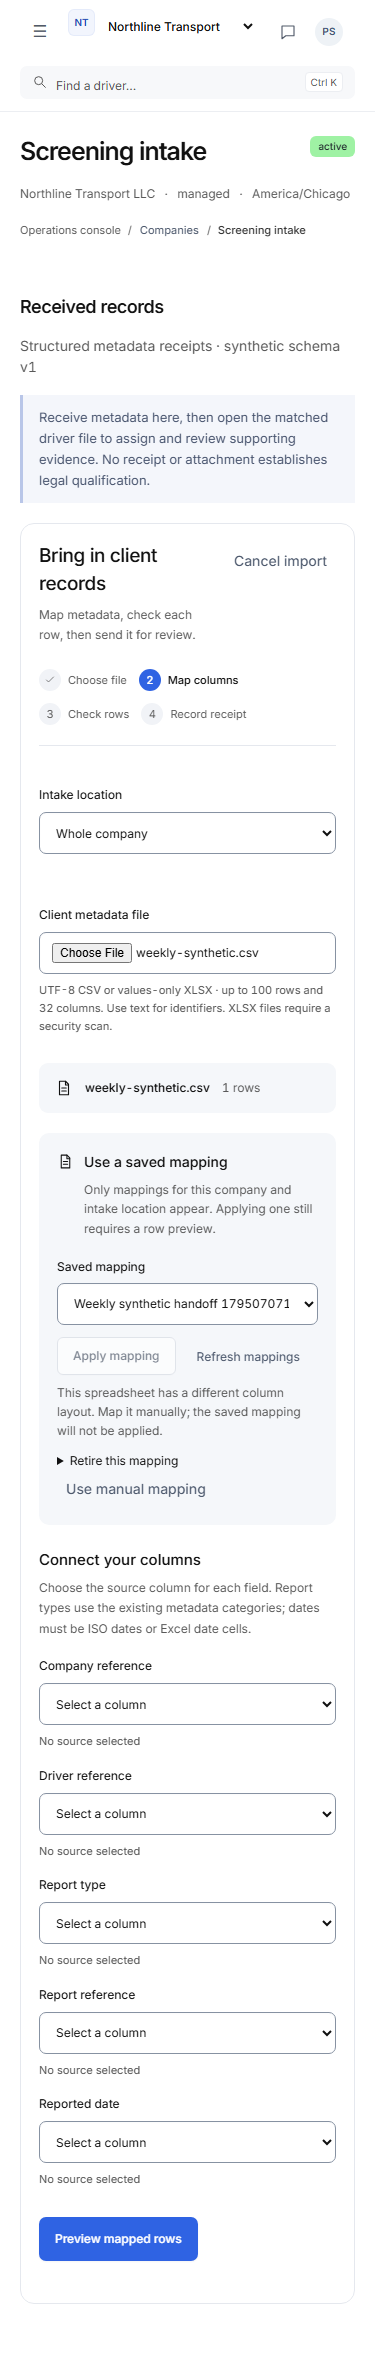 NT Northline Transport PS
Find a driver... Ctrl K
Screening intake active
Northline Transport LLC · managed · America/Chicago
Operations console / Companies / Screening intake
Received records
Structured metadata receipts · synthetic schema
v1
Receive metadata here, then open the matched
driver file to assign and review supporting
evidence. No receipt or attachment establishes
legal qualification.
Bring in client
records
Cancel import
Map metadata, check each
row, then send it for review.
Choose file 2 Map columns
3 Check rows 4 Record receipt
Intake location
Whole company
Client metadata file
Choose File weekly-synthetic.csv
UTF-8 CSV or values-only XLSX · up to 100 rows and
32 columns. Use text for identifiers. XLSX files require a
security scan.
weekly-synthetic.csv 1 rows
Use a saved mapping
Only mappings for this company and
intake location appear. Applying one still
requires a row preview.
Saved mapping
Weekly synthetic handoff 179507071
Apply mapping Refresh mappings
This spreadsheet has a different column
layout. Map it manually; the saved mapping
will not be applied.
Retire this mapping
Use manual mapping
Connect your columns
Choose the source column for each field. Report
types use the existing metadata categories; dates
must be ISO dates or Excel date cells.
Company reference
Select a column
No source selected
Driver reference
Select a column
No source selected
Report type
Select a column
No source selected
Report reference
Select a column
No source selected
Reported date
Select a column
No source selected
Preview mapped rows